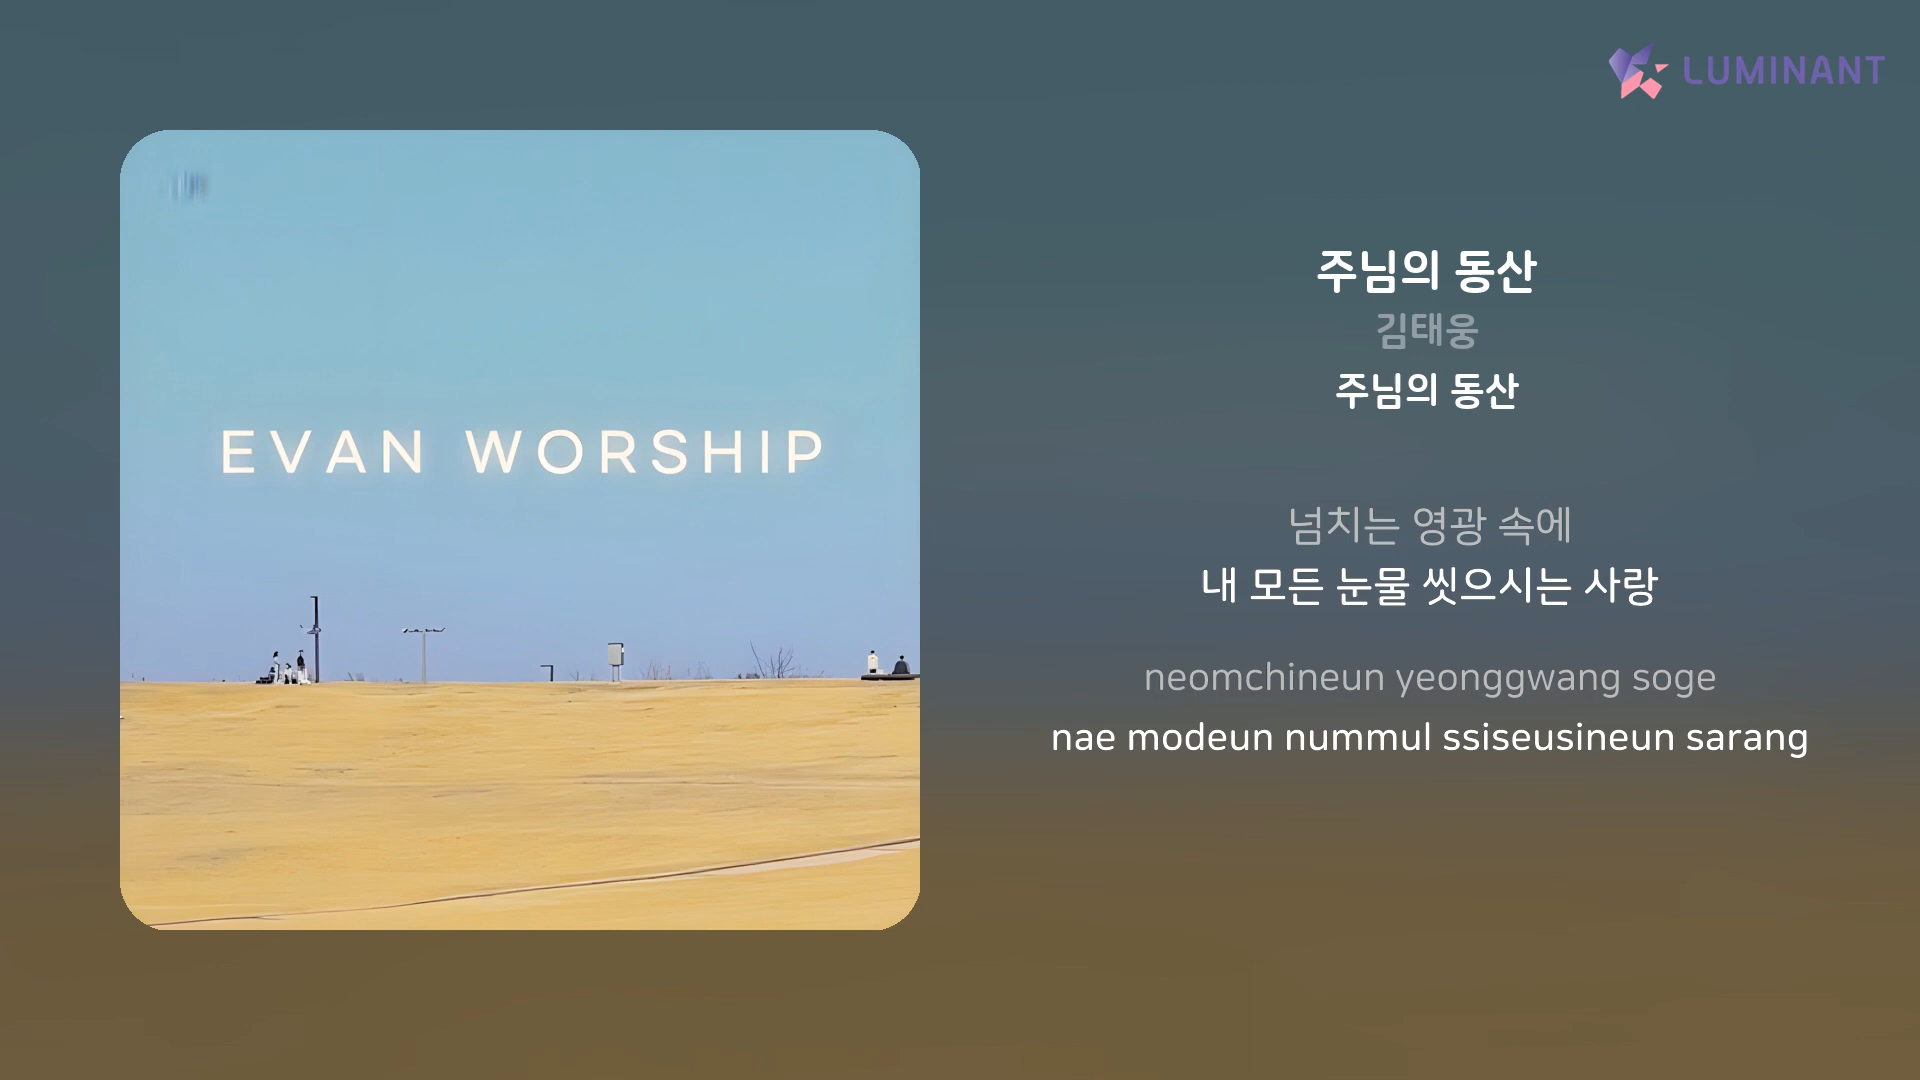 LUMINANT
EVAN WORSHIP
주님의 동산
김태웅
주님의 동산
넘치는 영광 속에
내 모든 눈물 씻으시는 사랑
neomchineun yeonggwang soge
nae modeun nummul ssiseusineun sarang